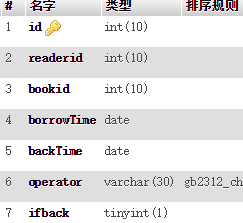 # 名字 类型 排序规则
1 id int(10)
2 readerid int(10)
3 bookid int(10)
4 borrowTime date
5 backTime date
6 operator varchar(30) gb2312_ch
7 ifback tinyint(1)